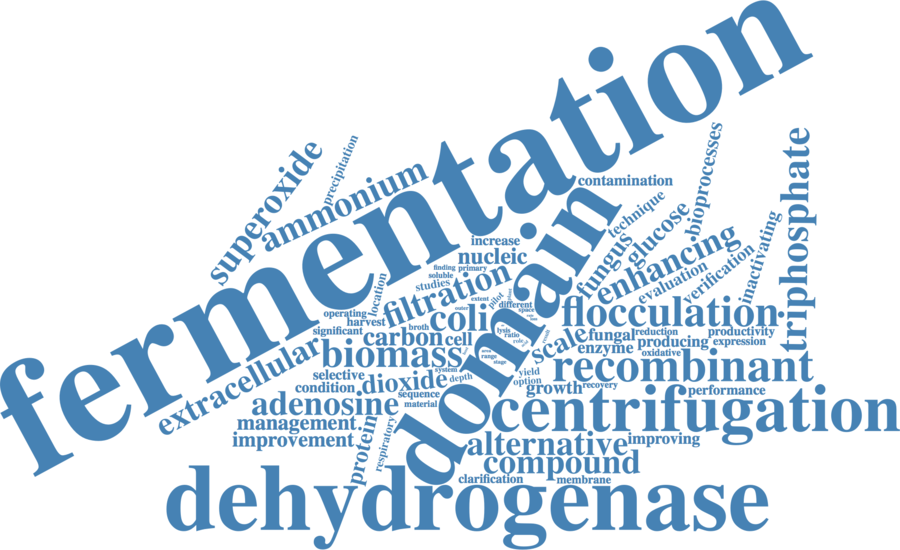 fermentation
superoxide
precipitation
ammonium
contamination
bioprocesses
triphosphate
technique
glucose
fungus
domain
increase
nucleic
finding
primary
soluble
studies
filtration
location
enhancing
evaluation
verification
inactivating
extent
pilot
different
space
operating
harvest
significant
broth
coli
flocculation
carbon
cell
lysis
ratio
role
scale
fungal
reduction
productivity
enzyme
producing
expression
oxidative
extracellular
biomass
area
range
stage
system
depth
selective
condition
dioxide
sequence
material
yield
option
growth
recovery
recombinant
performance
adenosine
management
improvement
protein
respiratory
centrifugation
alternative
improving
compound
clarification
membrane
dehydrogenase